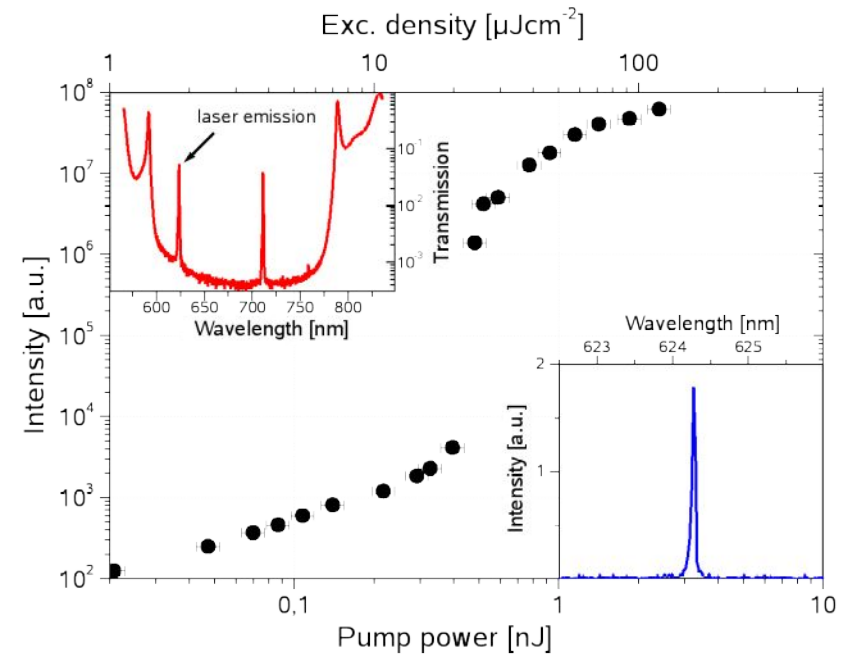 Exc. density [µJcm⁻²]
1 10 100
10⁸
10⁷
10⁶
10⁵
10⁴
10³
10²
Intensity [a.u.]
0,1 1 10
Pump power [nJ]
laser emission
10⁻¹
10⁻²
10⁻³
Transmission
600 650 700 750 800
Wavelength [nm]
Wavelength [nm]
623 624 625
2
1
Intensity [a.u.]